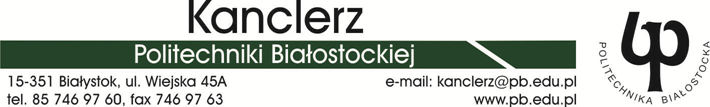 Kanclerz
Politechniki Białostockiej
15-351 Białystok, ul. Wiejska 45A
tel. 85 746 97 60, fax 746 97 63
e-mail: kanclerz@pb.edu.pl
www.pb.edu.pl
POLITECHNIKA BIAŁOSTOCKA